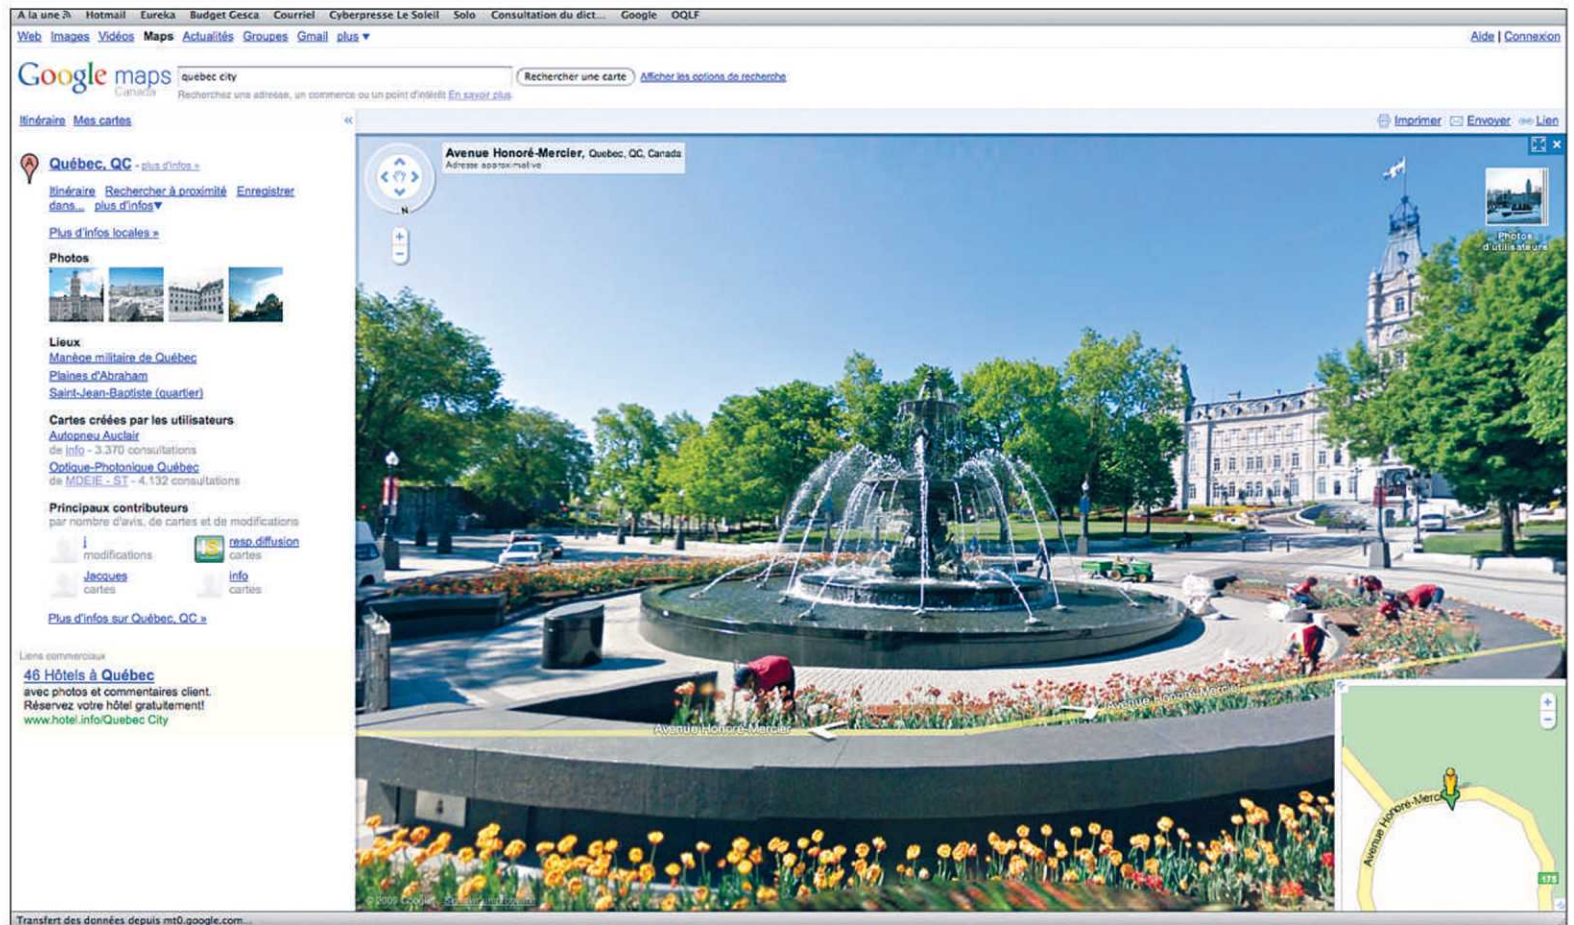 A la une Hotmail Eureka Budget Gesca Courriel Cyberpresse Le Soleil Solo Consultation du dict... Google OQLF
Web Images Vidéos Maps Actualités Groupes Gmail plus ▼
Aide | Connexion
Google maps
Canada
quebec city
Rechercher une carte
Afficher les options de recherche
Recherchez une adresse, un commerce ou un point d'intérêt En savoir plus
Itinéraire Mes cartes «
Imprimer Envoyer Lien
A
Québec, QC - plus d'infos »
Itinéraire Rechercher à proximité Enregistrer
dans... plus d'infos▼
Plus d'infos locales »
Photos
Lieux
Manège militaire de Québec
Plaines d'Abraham
Saint-Jean-Baptiste (quartier)
Cartes créées par les utilisateurs
Autopneu Auclair
de info - 3.370 consultations
Optique-Photonique Québec
de MDEIE - ST - 4.132 consultations
Principaux contributeurs
par nombre d'avis, de cartes et de modifications
j
modifications
resp.diffusion
cartes
Jacques
cartes
info
cartes
Plus d'infos sur Québec, QC »
Liens commerciaux
46 Hôtels à Québec
avec photos et commentaires client.
Réservez votre hôtel gratuitement!
www.hotel.info/Quebec City
Avenue Honoré-Mercier, Quebec, QC, Canada
Adresse approximative
N
+
−
Photos
d'utilisateurs
Avenue Honoré-Mercier
Avenue Honoré-Mercier
+
−
Avenue Honoré-Merc
175
© 2009 Google
Transfert des données depuis mt0.google.com...